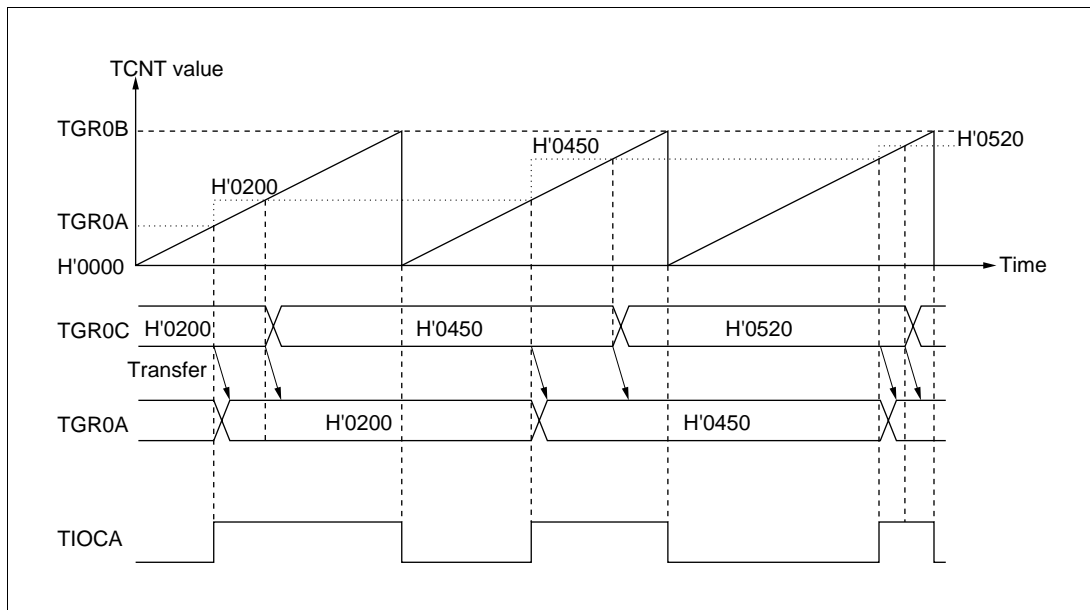 TCNT value
TGR0B
H'0520
H'0450
H'0200
TGR0A
H'0000
Time
TGR0C
H'0200
H'0450
H'0520
Transfer
TGR0A
H'0200
H'0450
TIOCA